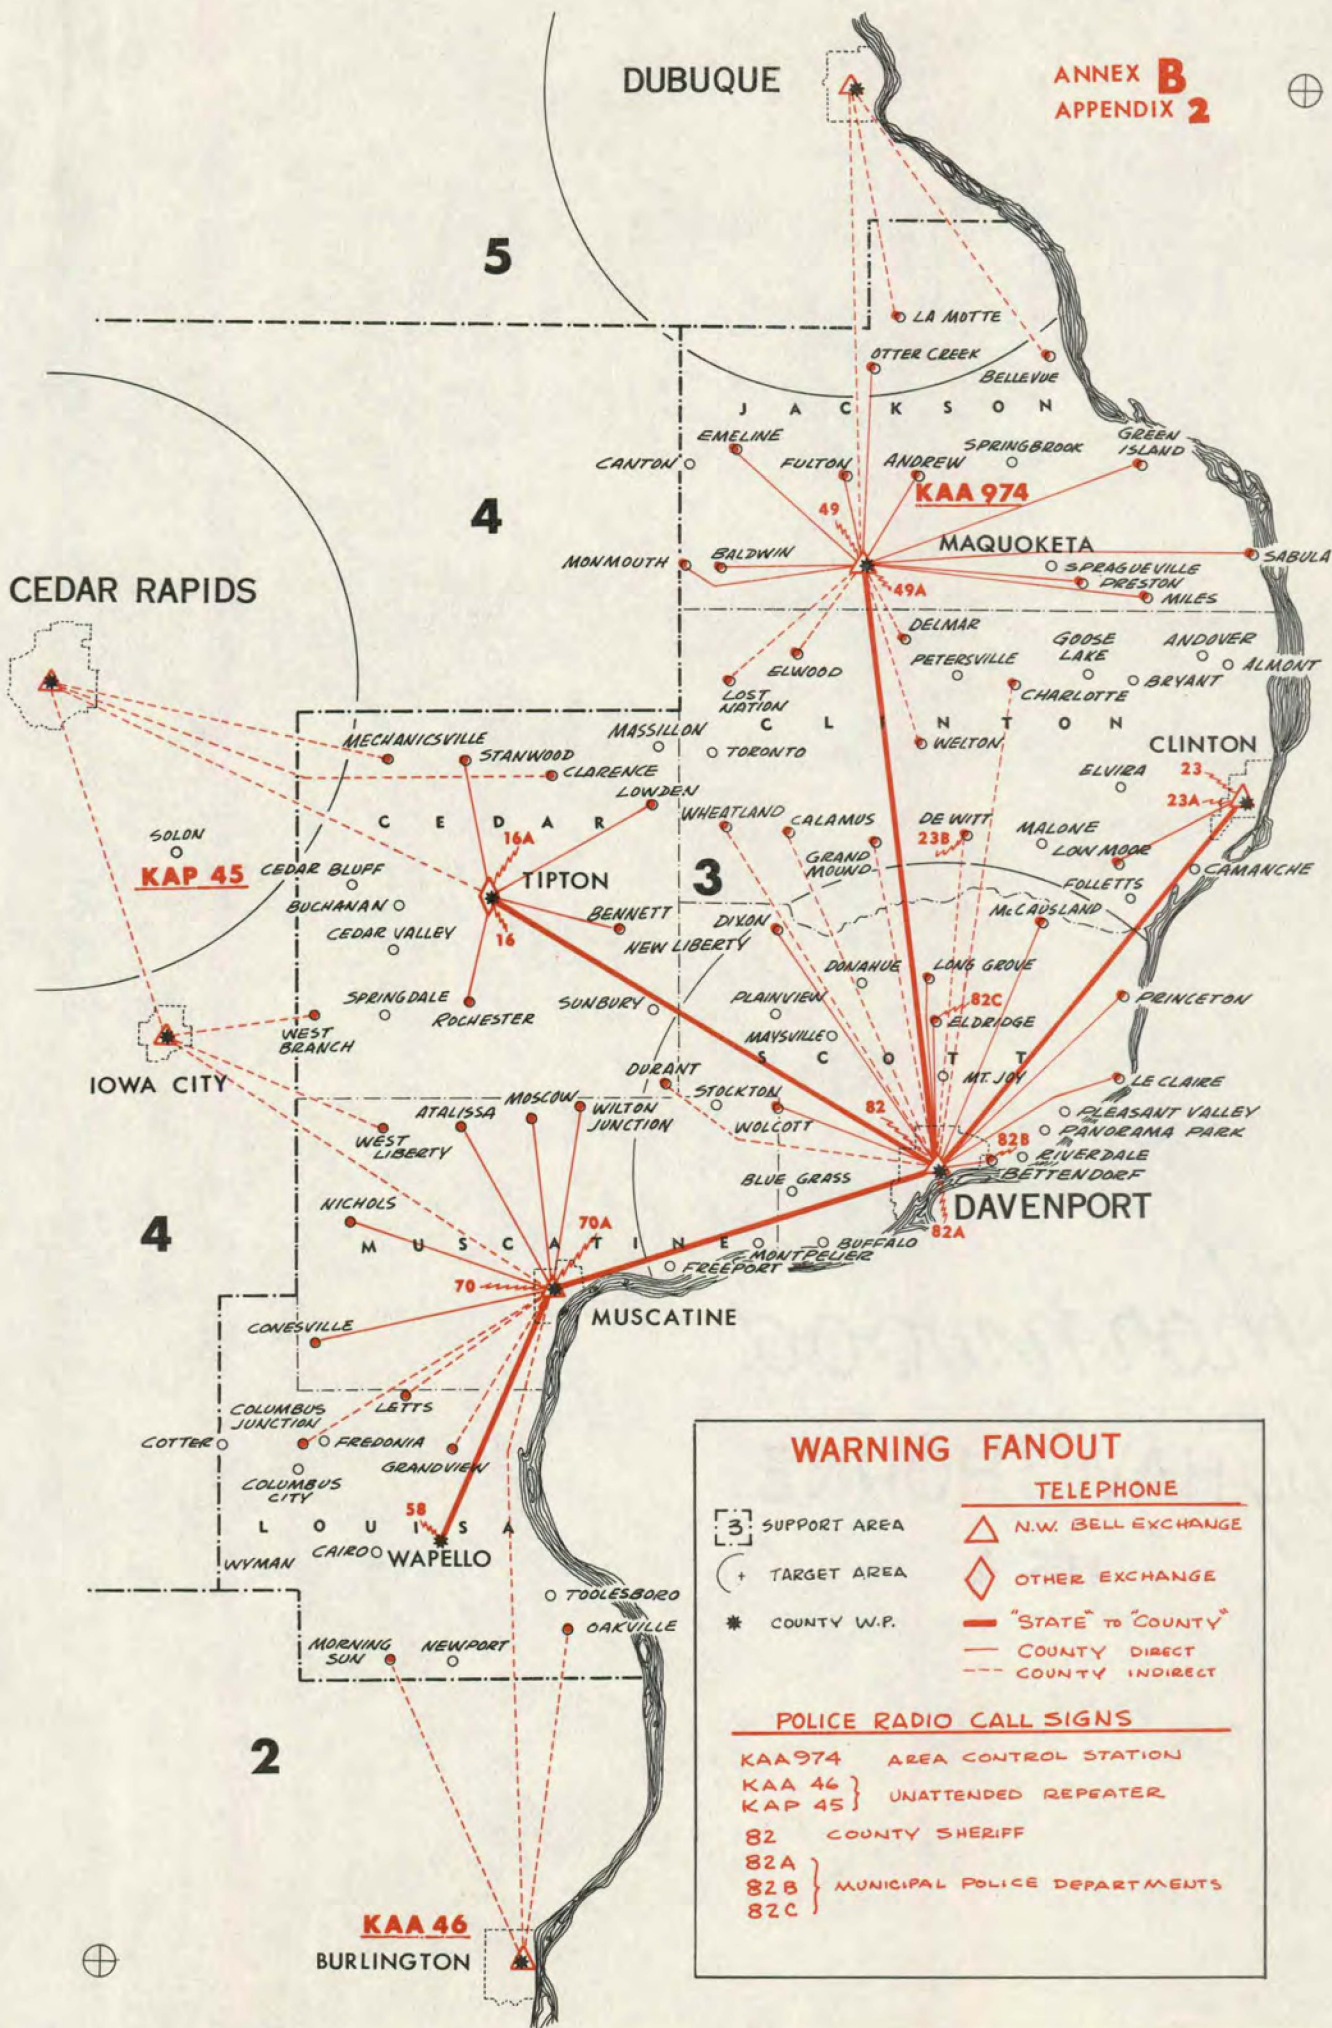 DUBUQUE
ANNEX B
APPENDIX 2
5
LA MOTTE
OTTER CREEK
BELLEVUE
JACKSON
EMELINE
CANTON
FULTON
ANDREW
SPRINGBROOK
GREEN
ISLAND
KAA 974
4
49
MONMOUTH
BALDWIN
MAQUOKETA
SABULA
SPRAGUEVILLE
PRESTON
MILES
49A
CEDAR RAPIDS
DELMAR
PETERSVILLE
GOOSE
LAKE
ANDOVER
ALMONT
ELWOOD
LOST
NATION
CHARLOTTE
BRYANT
CLINTON
MASSILLON
TORONTO
WELTON
MECHANICSVILLE
STANWOOD
CLARENCE
LOWDEN
CLINTON
ELVIRA
23
23A
CEDAR
WHEATLAND
CALAMUS
GRAND
MOUND
DE WITT
23B
MALONE
LOW MOOR
SOLON
KAP 45
16A
CEDAR BLUFF
TIPTON
3
FOLLETTS
CAMANCHE
BUCHANAN
CEDAR VALLEY
16
BENNETT
NEW LIBERTY
DIXON
McCAUSLAND
DONAHUE
LONG GROVE
SPRINGDALE
ROCHESTER
SUNBURY
PLAINVIEW
82C
ELDRIDGE
PRINCETON
WEST
BRANCH
MAYSVILLE
SCOTT
IOWA CITY
DURANT
STOCKTON
WOLCOTT
MT. JOY
LE CLAIRE
ATALISSA
MOSCOW
WILTON
JUNCTION
82
PLEASANT VALLEY
PANORAMA PARK
WEST
LIBERTY
82B
RIVERDALE
BETTENDORF
BLUE GRASS
NICHOLS
70A
DAVENPORT
82A
4
MUSCATINE
MONTPELIER
BUFFALO
FREEPORT
70
MUSCATINE
CONESVILLE
COLUMBUS
JUNCTION
LETTS
COTTER
FREDONIA
GRANDVIEW
COLUMBUS
CITY
58
LOUISA
WYMAN
CAIRO
WAPELLO
TOOLESBORO
OAKVILLE
MORNING
SUN
NEWPORT
2
KAA 46
BURLINGTON
WARNING FANOUT
TELEPHONE
3 SUPPORT AREA
N.W. BELL EXCHANGE
TARGET AREA
OTHER EXCHANGE
COUNTY W.P.
"STATE" TO "COUNTY"
COUNTY DIRECT
COUNTY INDIRECT
POLICE RADIO CALL SIGNS
KAA 974 AREA CONTROL STATION
KAA 46
KAP 45
UNATTENDED REPEATER
82 COUNTY SHERIFF
82A
82B
82C
MUNICIPAL POLICE DEPARTMENTS